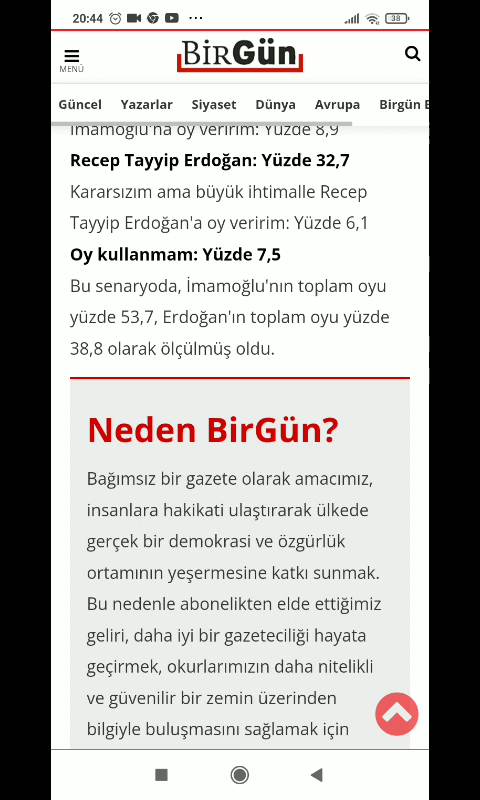 20:44
38
MENÜ
BİRGün
Güncel Yazarlar Siyaset Dünya Avrupa Birgün E
İmamoğlu'na oy veririm: Yüzde 8,9
Recep Tayyip Erdoğan: Yüzde 32,7
Kararsızım ama büyük ihtimalle Recep
Tayyip Erdoğan'a oy veririm: Yüzde 6,1
Oy kullanmam: Yüzde 7,5
Bu senaryoda, İmamoğlu'nın toplam oyu
yüzde 53,7, Erdoğan'ın toplam oyu yüzde
38,8 olarak ölçülmüş oldu.
Neden BirGün?
Bağımsız bir gazete olarak amacımız,
insanlara hakikati ulaştırarak ülkede
gerçek bir demokrasi ve özgürlük
ortamının yeşermesine katkı sunmak.
Bu nedenle abonelikten elde ettiğimiz
geliri, daha iyi bir gazeteciliği hayata
geçirmek, okurlarımızın daha nitelikli
ve güvenilir bir zemin üzerinden
bilgiyle buluşmasını sağlamak için